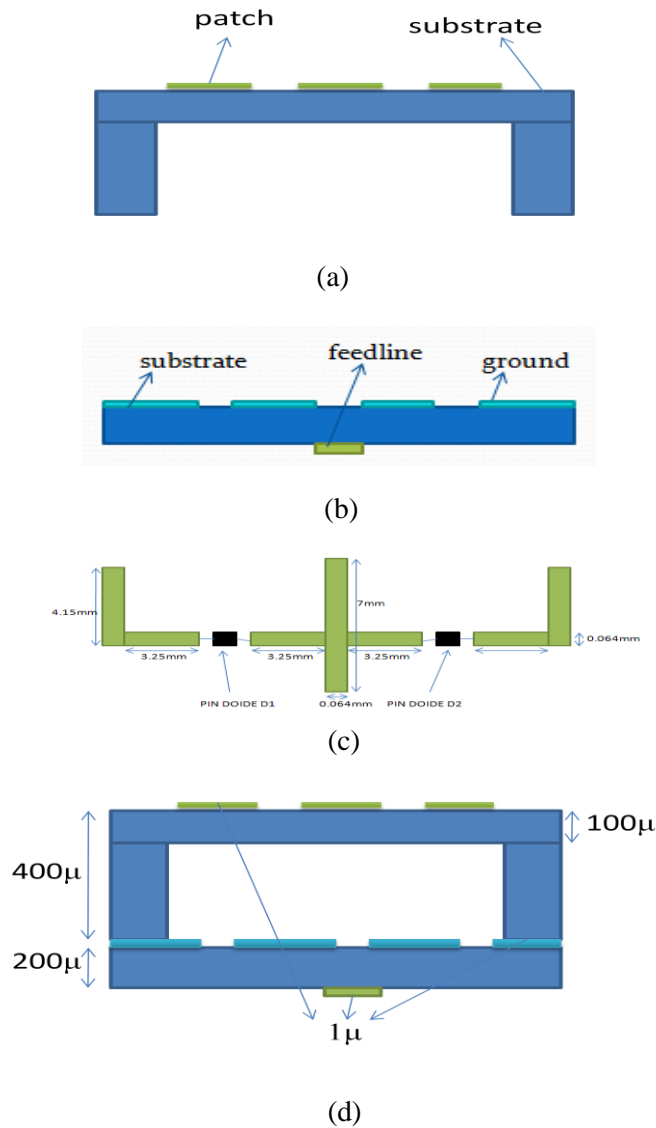 patch substrate
(a)
substrate feedline ground
(b)
4.15mm 7mm
3.25mm 3.25mm 3.25mm 0.064mm
PIN DOIDE D1 0.064mm PIN DOIDE D2
(c)
100μ
400μ
200μ
1μ
(d)